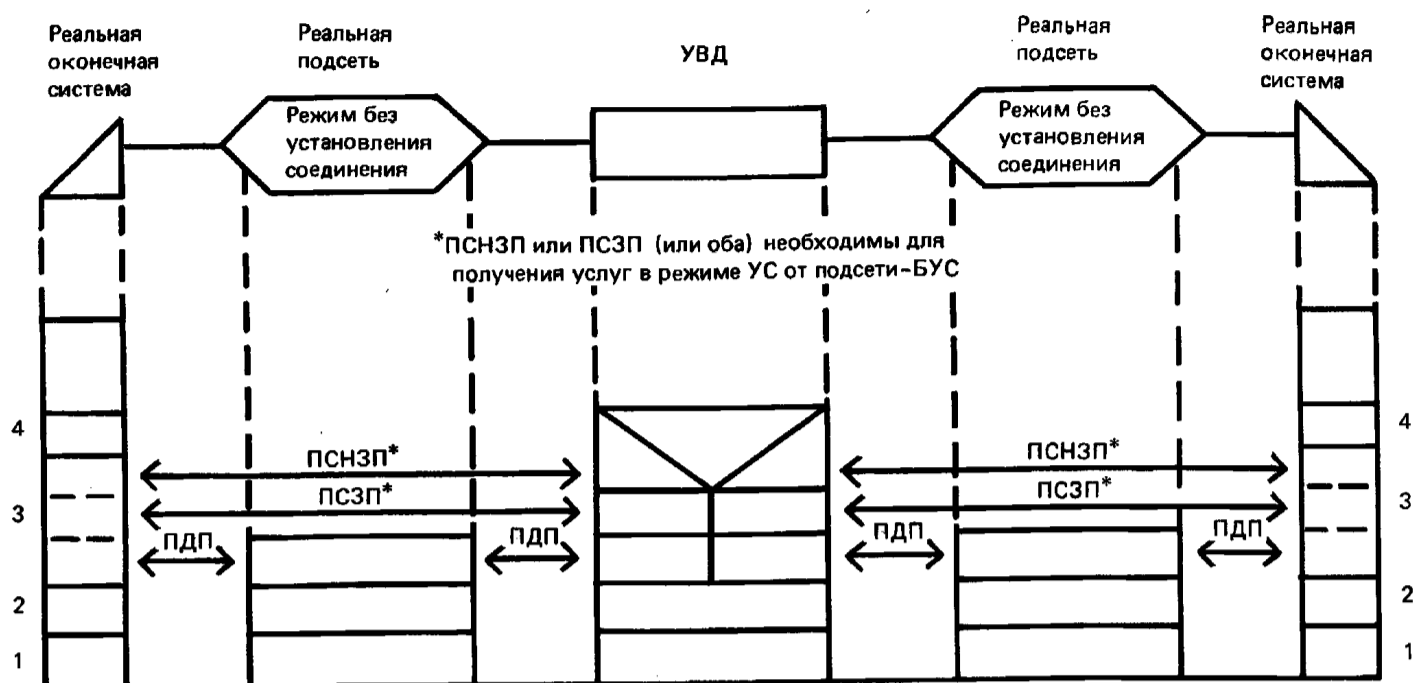 Реальная
оконечная
система
Реальная
подсеть
УВД
Реальная
подсеть
Реальная
оконечная
система
Режим без
установления
соединения
Режим без
установления
соединения
*ПСНЗП или ПСЗП (или оба) необходимы для
получения услуг в режиме УС от подсети-БУС
4
4
ПСНЗП*
ПСНЗП*
ПСЗП*
ПСЗП*
3
3
ПДП
ПДП
ПДП
ПДП
2
2
1
1